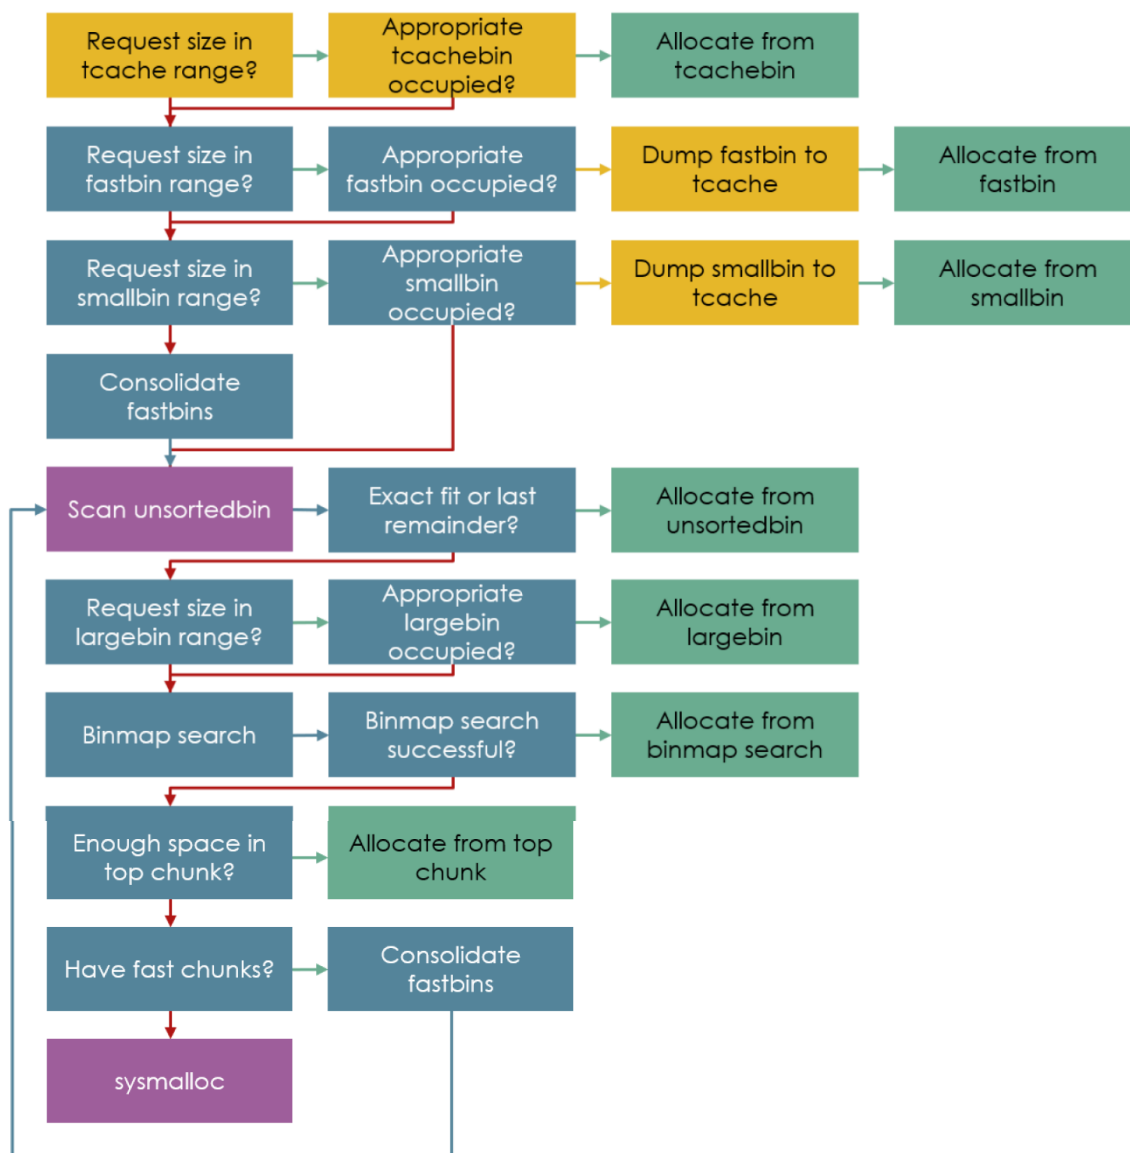 Request size in
tcache range?
Appropriate
tcachebin
occupied?
Allocate from
tcachebin
Request size in
fastbin range?
Appropriate
fastbin occupied?
Dump fastbin to
tcache
Allocate from
fastbin
Request size in
smallbin range?
Appropriate
smallbin
occupied?
Dump smallbin to
tcache
Allocate from
smallbin
Consolidate
fastbins
Scan unsortedbin
Exact fit or last
remainder?
Allocate from
unsortedbin
Request size in
largebin range?
Appropriate
largebin
occupied?
Allocate from
largebin
Binmap search
Binmap search
successful?
Allocate from
binmap search
Enough space in
top chunk?
Allocate from top
chunk
Have fast chunks?
Consolidate
fastbins
sysmalloc